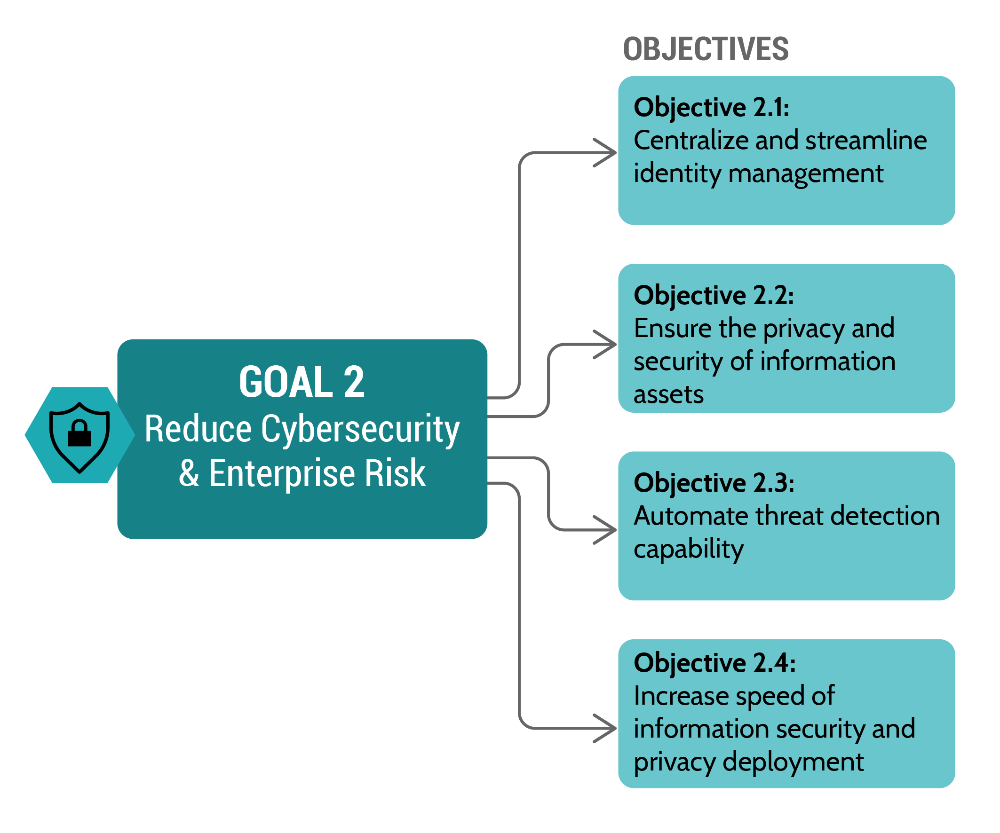 OBJECTIVES
GOAL 2
Reduce Cybersecurity
& Enterprise Risk
Objective 2.1:
Centralize and streamline
identity management
Objective 2.2:
Ensure the privacy and
security of information
assets
Objective 2.3:
Automate threat detection
capability
Objective 2.4:
Increase speed of
information security and
privacy deployment